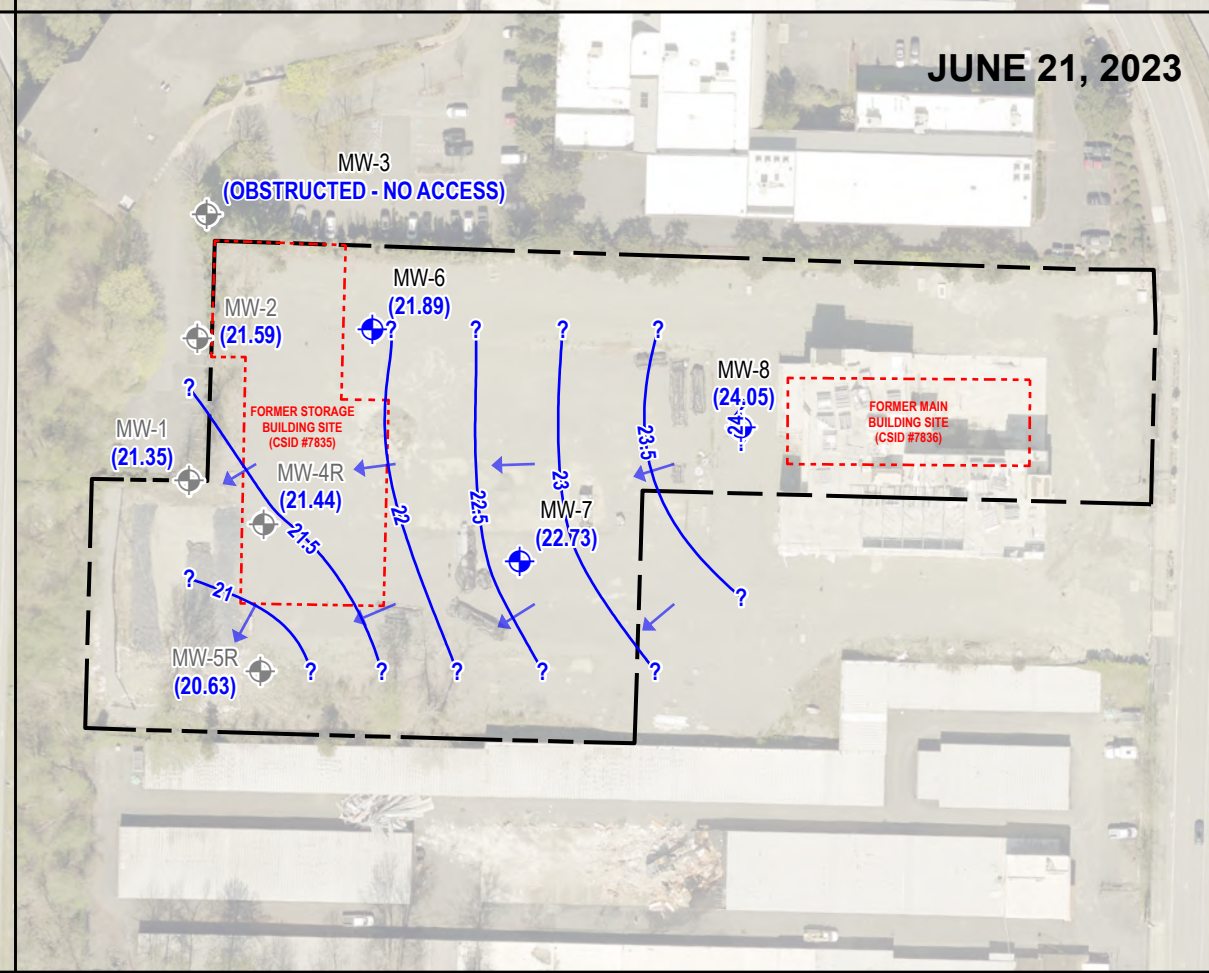 JUNE 21, 2023
MW-3
(OBSTRUCTED - NO ACCESS)
MW-6
(21.89)
MW-2
(21.59)
?
?
?
?
MW-8
(24.05)
24
?
FORMER STORAGE
BUILDING SITE
(CSID #7835)
FORMER MAIN
BUILDING SITE
(CSID #7836)
MW-1
(21.35)
23.5
MW-4R
(21.44)
23
22.5
22
MW-7
(22.73)
21.5
?
21
?
MW-5R
(20.63)
?
?
?
?
?